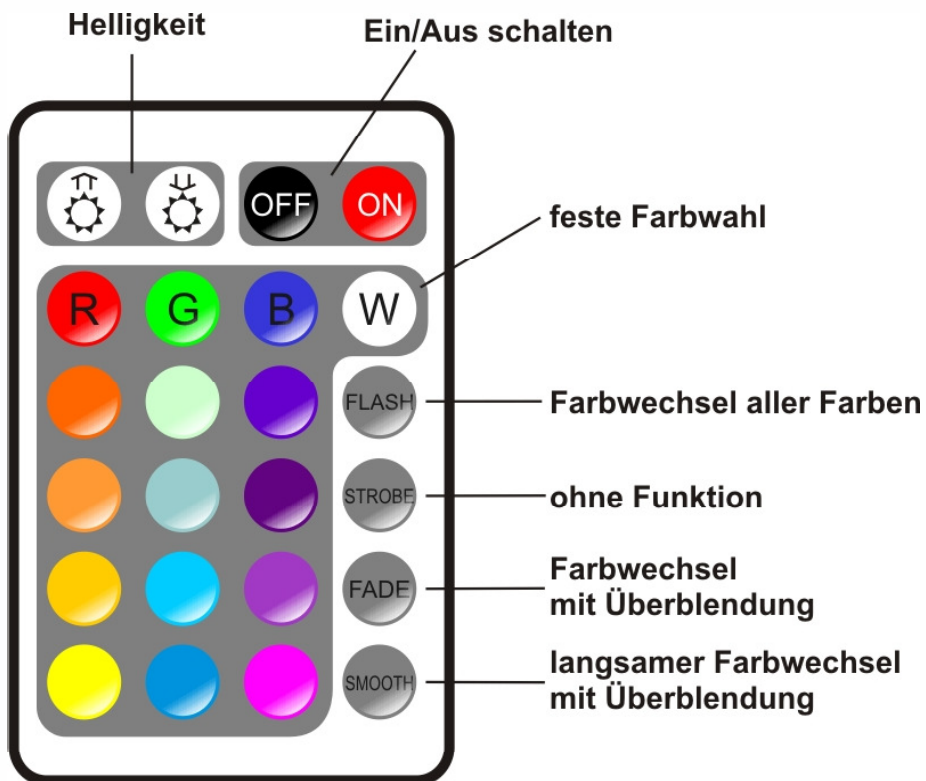 Helligkeit
Ein/Aus schalten
OFF ON
feste Farbwahl
R G B W
FLASH
Farbwechsel aller Farben
STROBE
ohne Funktion
FADE
Farbwechsel
mit Überblendung
SMOOTH
langsamer Farbwechsel
mit Überblendung